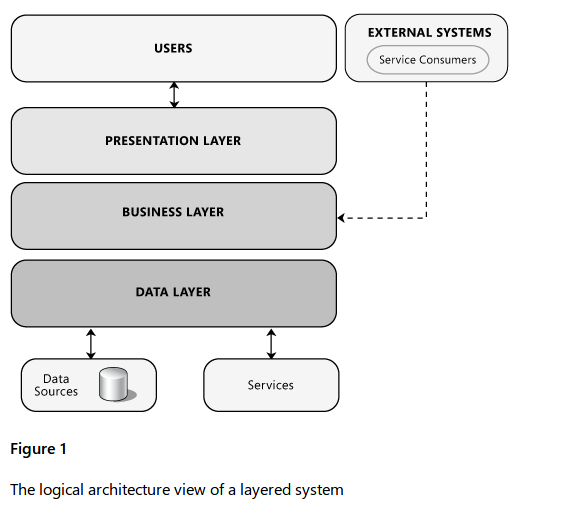 USERS
EXTERNAL SYSTEMS
Service Consumers
PRESENTATION LAYER
BUSINESS LAYER
DATA LAYER
Data
Sources
Services
Figure 1
The logical architecture view of a layered system